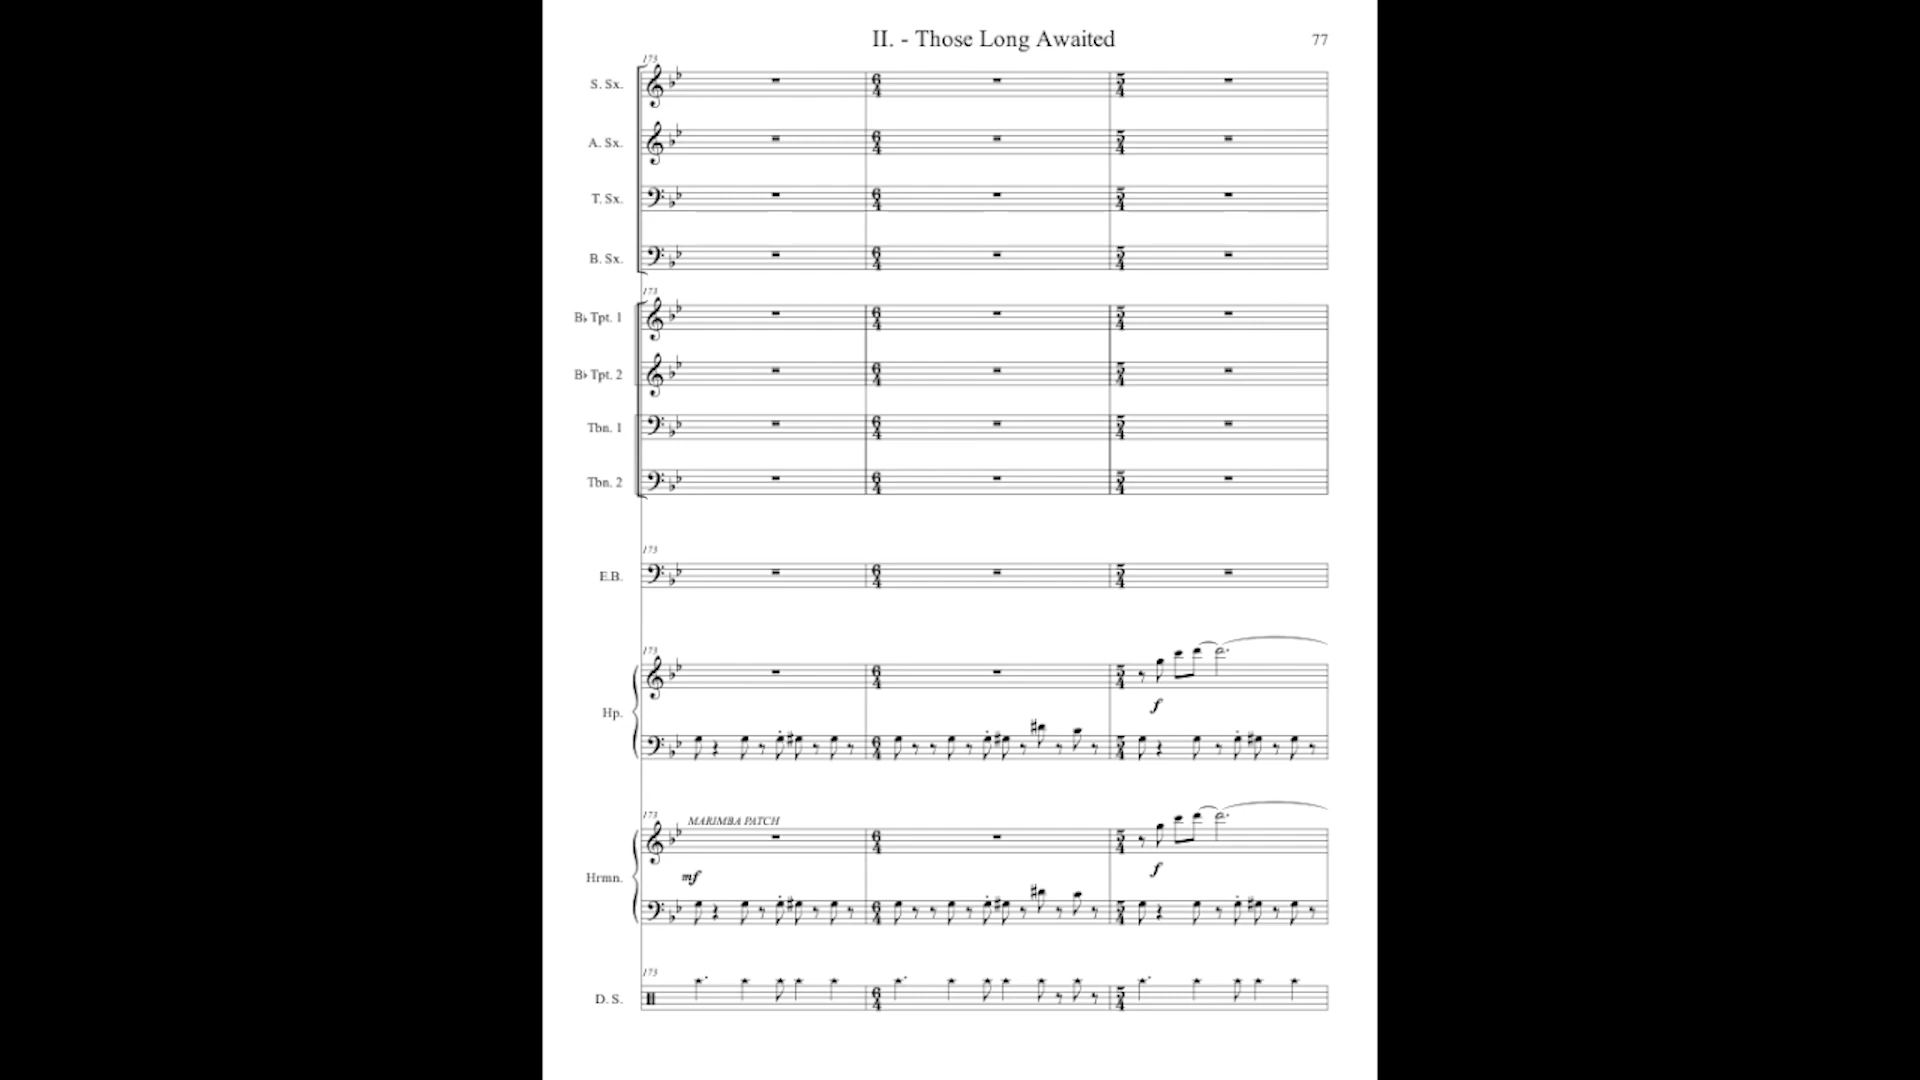 II. - Those Long Awaited
77
173
S. Sx.
A. Sx.
T. Sx.
B. Sx.
173
B♭ Tpt. 1
B♭ Tpt. 2
Tbn. 1
Tbn. 2
173
E.B.
173
Hp.
f
173
MARIMBA PATCH
Hrmn.
mf
f
173
D. S.